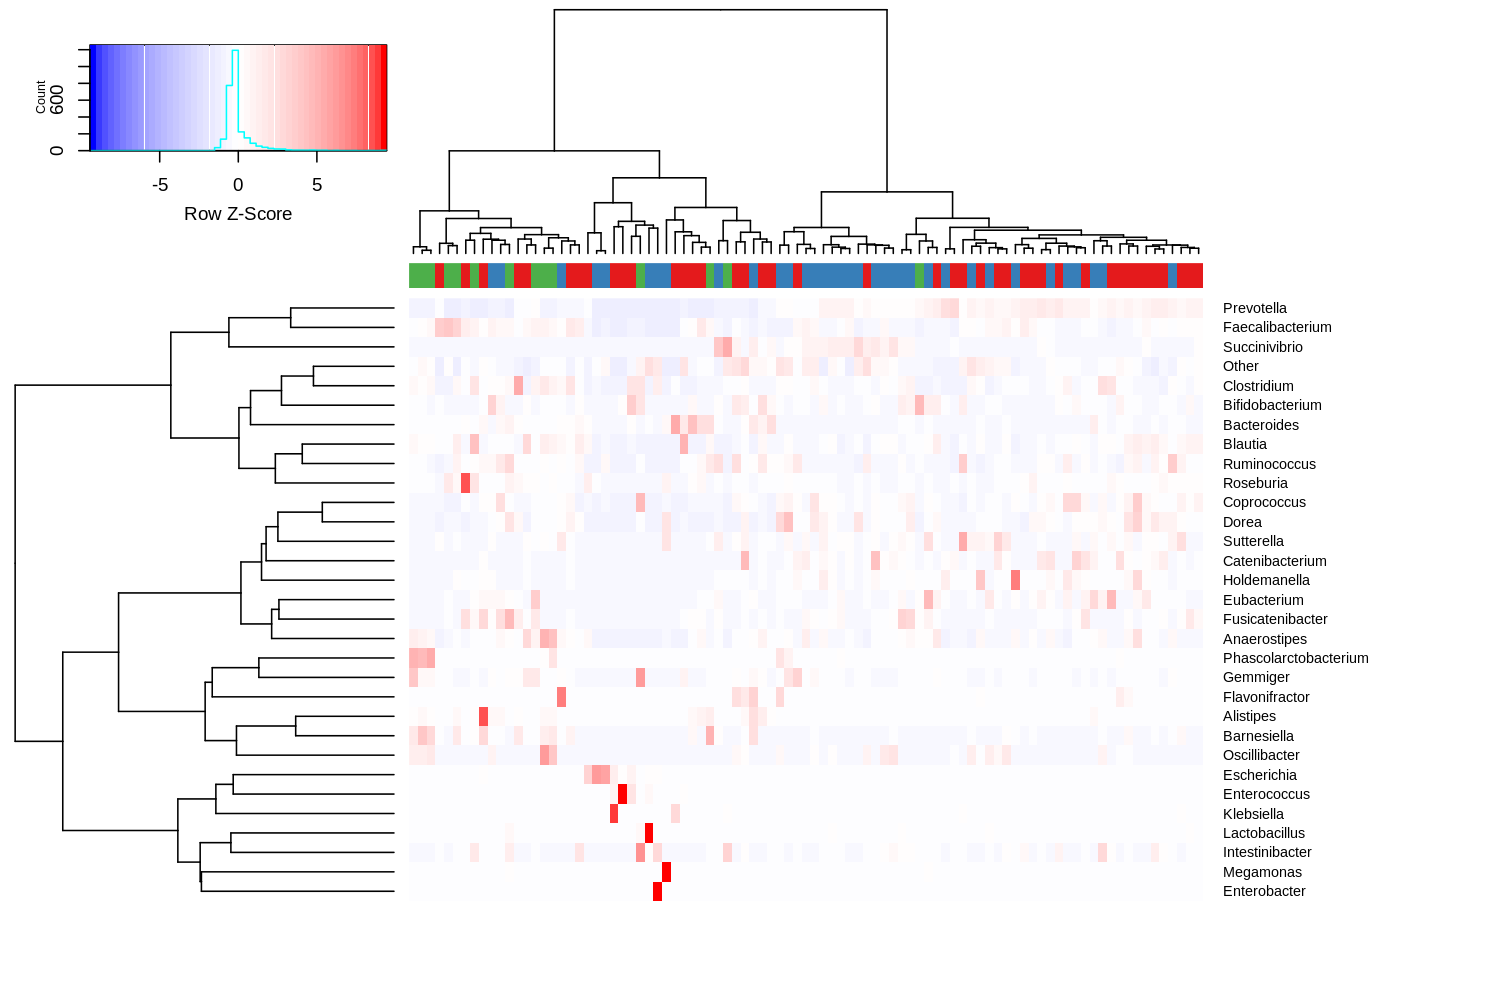 Count
0
600
-5
0
5
Row Z-Score
Prevotella
Faecalibacterium
Succinivibrio
Other
Clostridium
Bifidobacterium
Bacteroides
Blautia
Ruminococcus
Roseburia
Coprococcus
Dorea
Sutterella
Catenibacterium
Holdemanella
Eubacterium
Fusicatenibacter
Anaerostipes
Phascolarctobacterium
Gemmiger
Flavonifractor
Alistipes
Barnesiella
Oscillibacter
Escherichia
Enterococcus
Klebsiella
Lactobacillus
Intestinibacter
Megamonas
Enterobacter